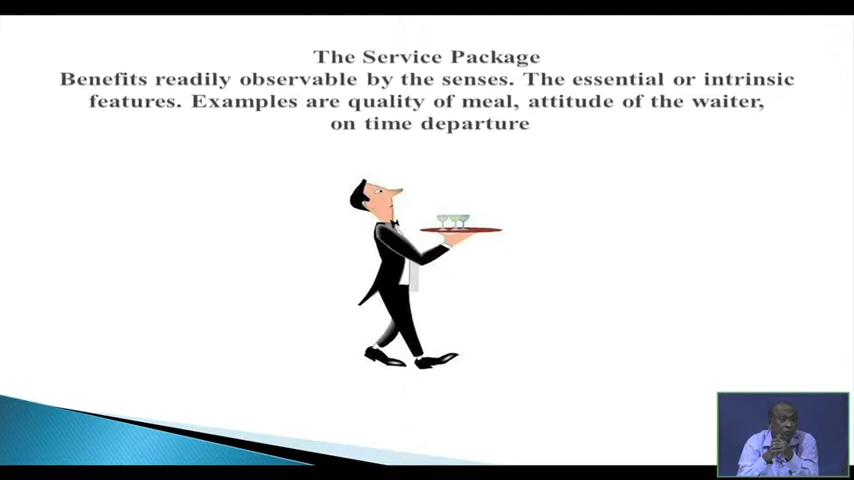 The Service Package
Benefits readily observable by the senses. The essential or intrinsic
features. Examples are quality of meal, attitude of the waiter,
on time departure